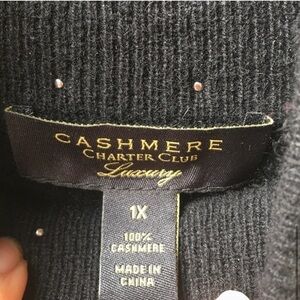 CASHMERE
CHARTER CLUB
Luxury
1X
100%
CASHMERE
MADE IN
CHINA